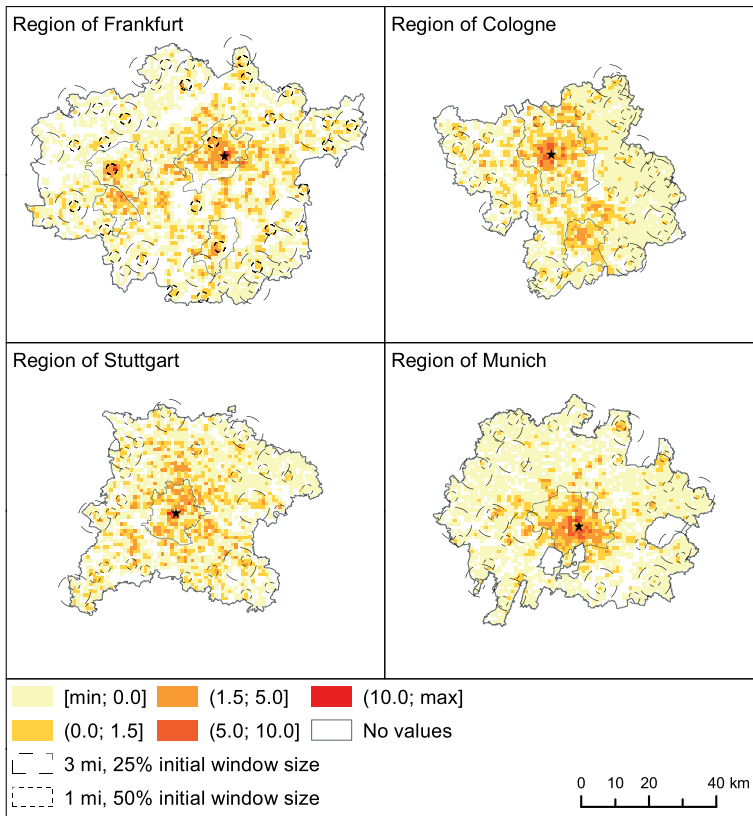 Region of Frankfurt
Region of Cologne
Region of Stuttgart
Region of Munich
[min; 0.0] (1.5; 5.0] (10.0; max]
(0.0; 1.5] (5.0; 10.0] No values
3 mi, 25% initial window size
1 mi, 50% initial window size
0 10 20 40 km